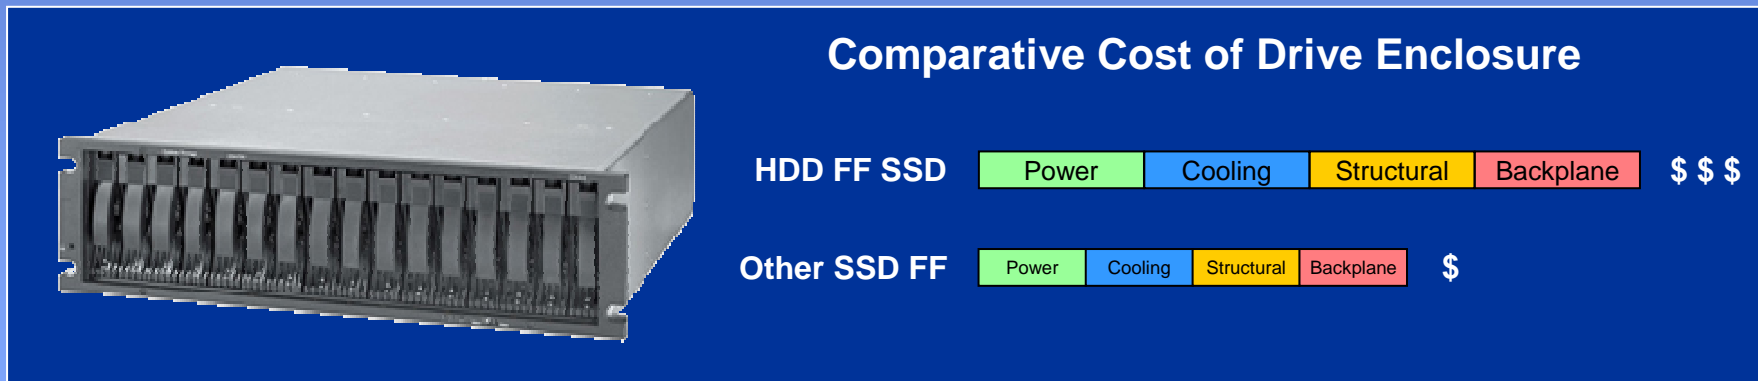 Comparative Cost of Drive Enclosure
HDD FF SSD Power Cooling Structural Backplane $ $ $
Other SSD FF Power Cooling Structural Backplane $